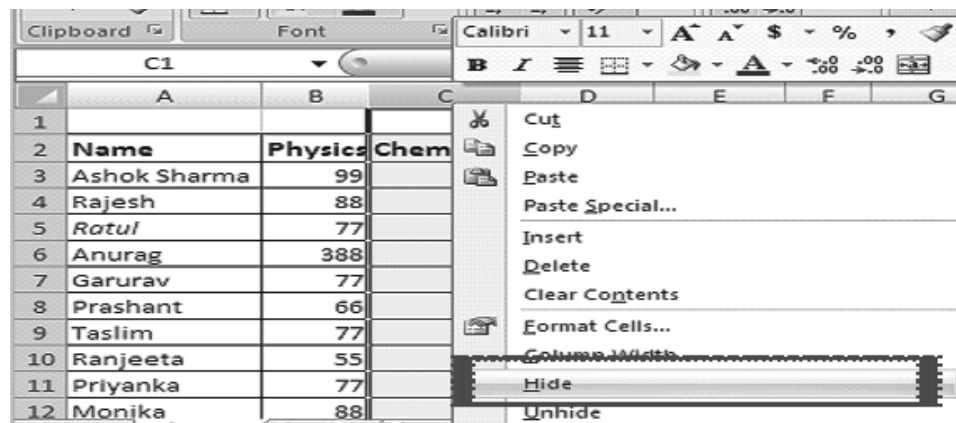 Clipboard Font
Calibri 11 A A $ % ,
C1
B I A .00 .00
A B C D E F G
1
2 Name Physics Chem
3 Ashok Sharma 99
4 Rajesh 88
5 Ratul 77
6 Anurag 388
7 Garurav 77
8 Prashant 66
9 Taslim 77
10 Ranjeeta 55
11 Priyanka 77
12 Monika 88
Cut
Copy
Paste
Paste Special...
Insert
Delete
Clear Contents
Format Cells...
Column Width...
Hide
Unhide